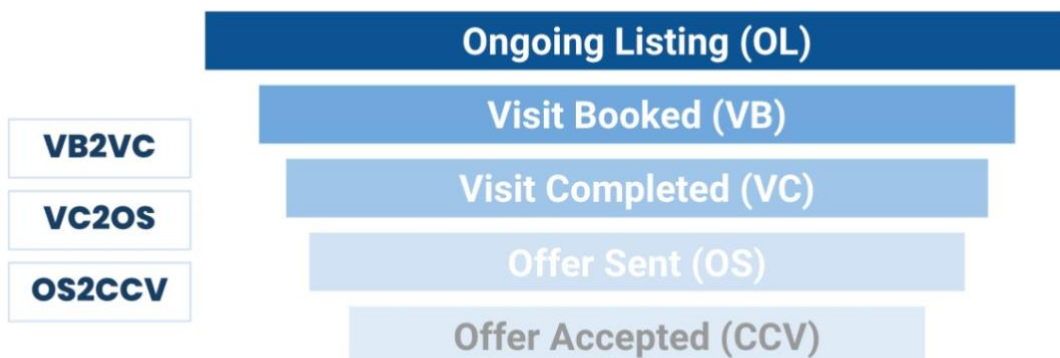 Ongoing Listing (OL)
Visit Booked (VB)
VB2VC
Visit Completed (VC)
VC2OS
Offer Sent (OS)
OS2CCV
Offer Accepted (CCV)